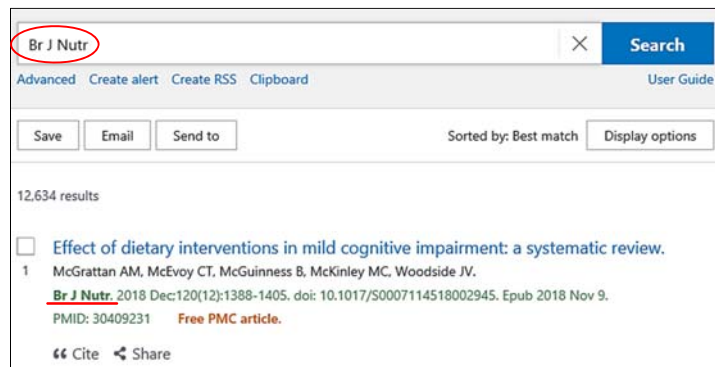 Br J Nutr
Search
Advanced Create alert Create RSS Clipboard User Guide
Save Email Send to Sorted by: Best match Display options
12,634 results
Effect of dietary interventions in mild cognitive impairment: a systematic review.
1 McGrattan AM, McEvoy CT, McGuinness B, McKinley MC, Woodside JV.
Br J Nutr. 2018 Dec;120(12):1388-1405. doi: 10.1017/S0007114518002945. Epub 2018 Nov 9.
PMID: 30409231 Free PMC article.
Cite Share